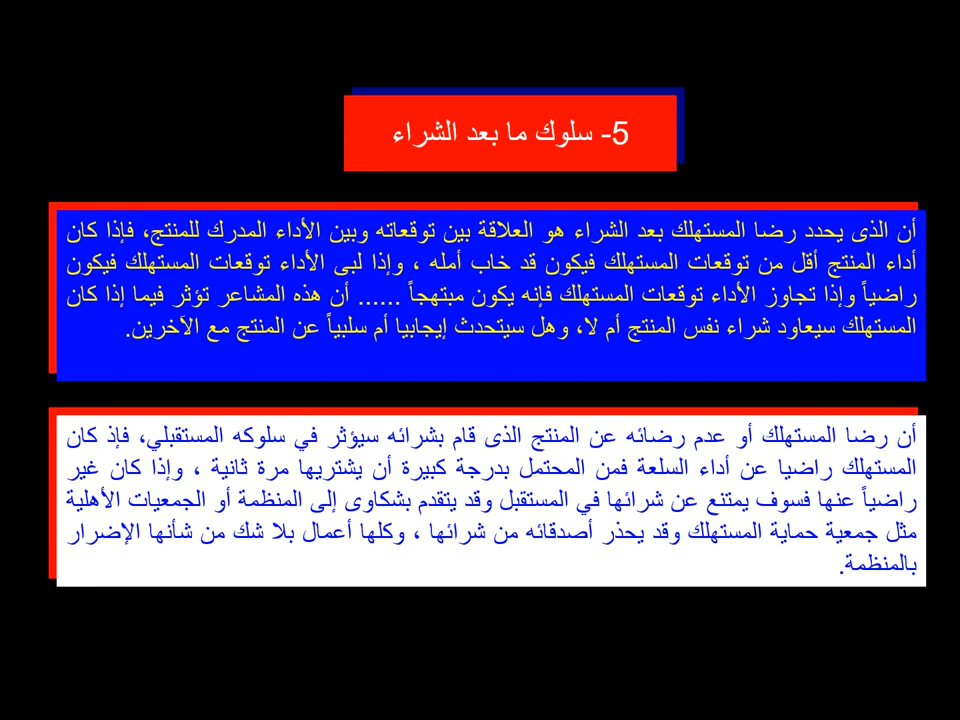 5- سلوك ما بعد الشراء
أن الذى يحدد رضا المستهلك بعد الشراء هو العلاقة بين توقعاته وبين الأداء المدرك للمنتج، فإذا كان
أداء المنتج أقل من توقعات المستهلك فيكون قد خاب أمله ، وإذا لبى الأداء توقعات المستهلك فيكون
راضياً وإذا تجاوز الأداء توقعات المستهلك فإنه يكون مبتهجاً ...... أن هذه المشاعر تؤثر فيما إذا كان
المستهلك سيعاود شراء نفس المنتج أم لا، وهل سيتحدث إيجابيا أم سلبياً عن المنتج مع الآخرين.
أن رضا المستهلك أو عدم رضائه عن المنتج الذى قام بشرائه سيؤثر في سلوكه المستقبلي، فإذ كان
المستهلك راضيا عن أداء السلعة فمن المحتمل بدرجة كبيرة أن يشتريها مرة ثانية ، وإذا كان غير
راضياً عنها فسوف يمتنع عن شرائها في المستقبل وقد يتقدم بشكاوى إلى المنظمة أو الجمعيات الأهلية
مثل جمعية حماية المستهلك وقد يحذر أصدقائه من شرائها ، وكلها أعمال بلا شك من شأنها الإضرار
بالمنظمة.